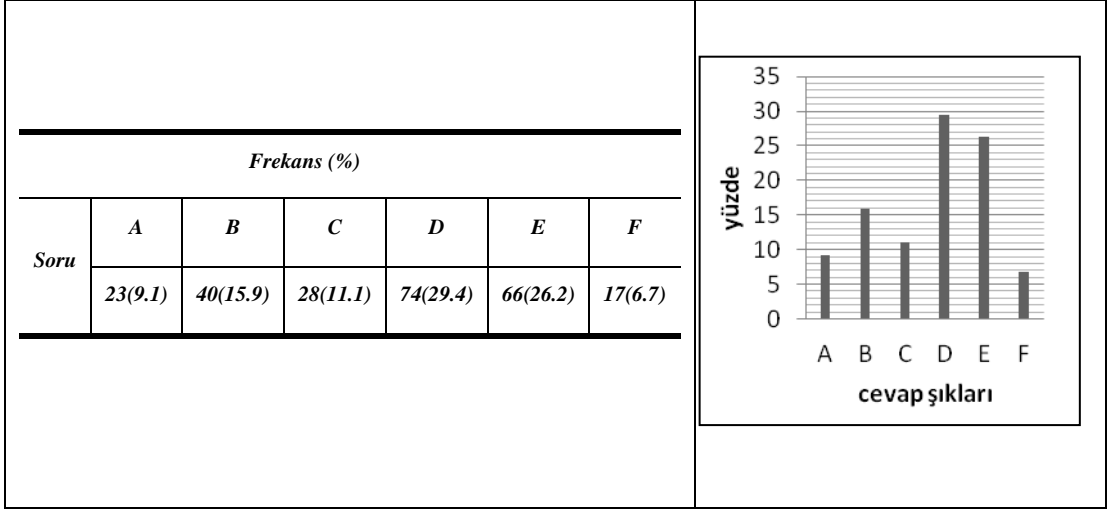 Frekans (%)
Soru
A B C D E F
23(9.1) 40(15.9) 28(11.1) 74(29.4) 66(26.2) 17(6.7)
35
30
25
20
15
10
5
0
yüzde
A B C D E F
cevap şıkları